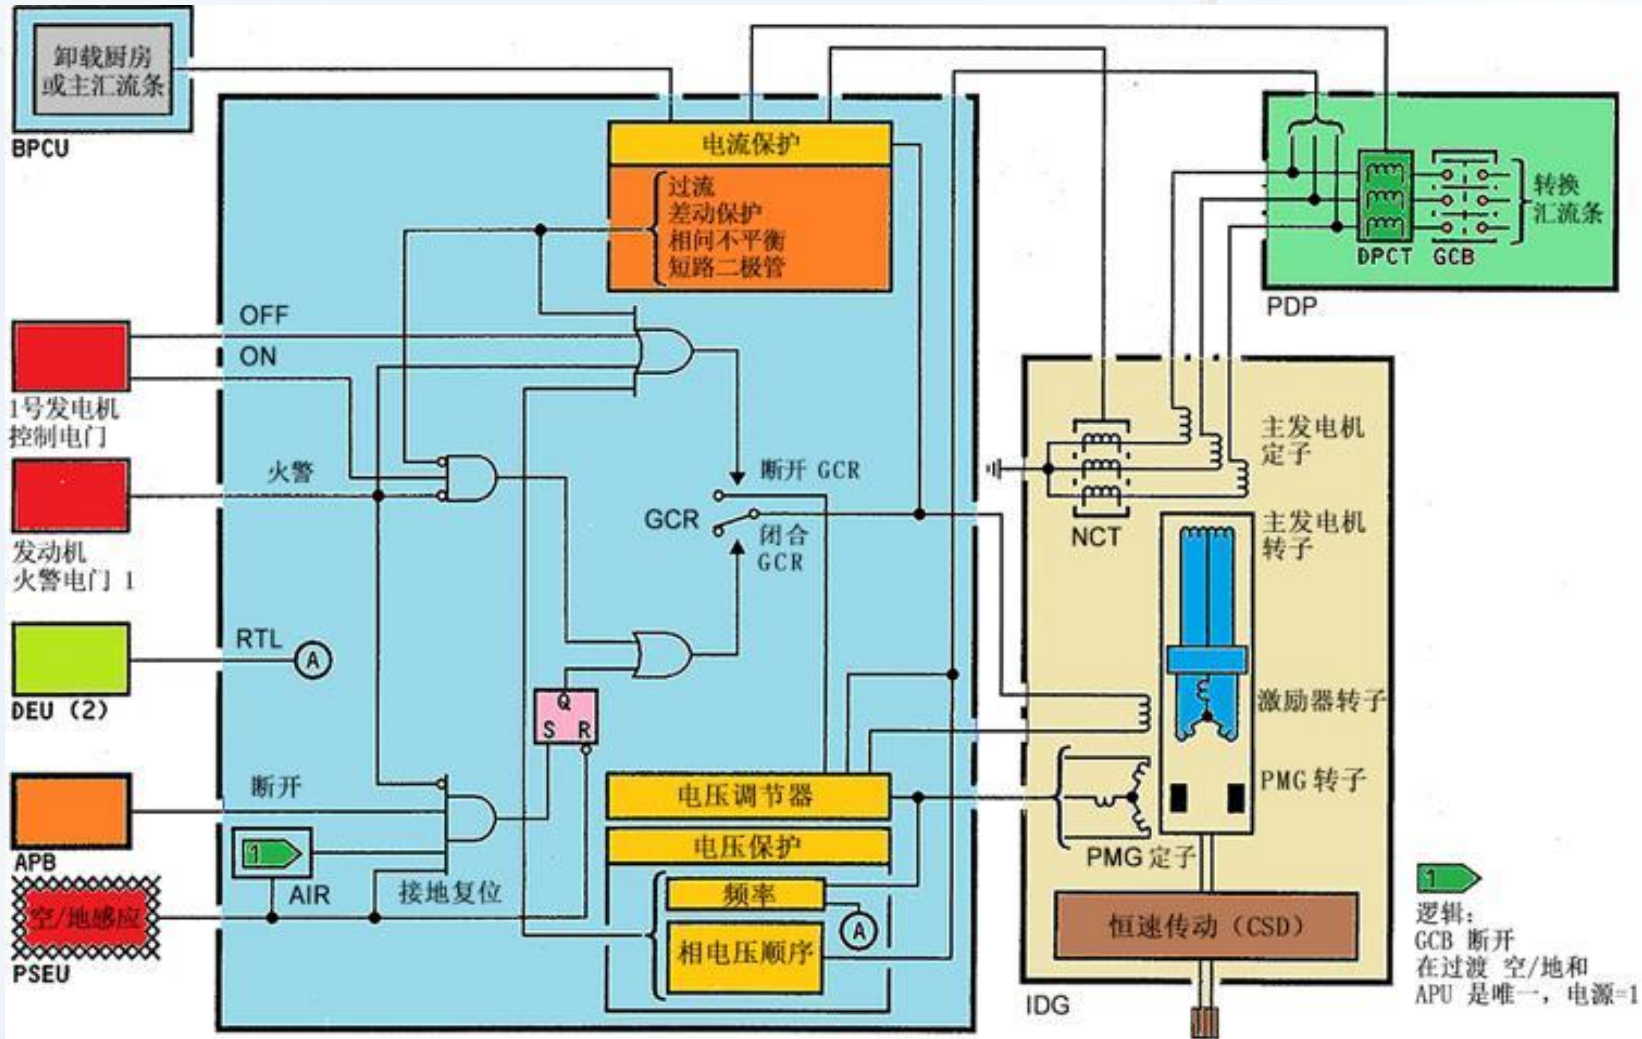 卸载厨房
或主汇流条
BPCU
电流保护
过流
差动保护
相问不平衡
短路二极管
转换
汇流条
DPCT
GCB
PDP
OFF
ON
1号发电机
控制电门
火警
发动机
火警电门 1
断开 GCR
GCR
闭合
GCR
NCT
主发电机
定子
主发电机
转子
RTL
A
DEU (2)
Q
S
R
激励器转子
断开
APB
电压调节器
PMG 转子
1
AIR
接地复位
电压保护
PMG 定子
频率
A
相电压顺序
空/地感应
PSEU
恒速传动（CSD）
IDG
1
逻辑：
GCB 断开
在过渡 空/地和
APU 是唯一，电源=1